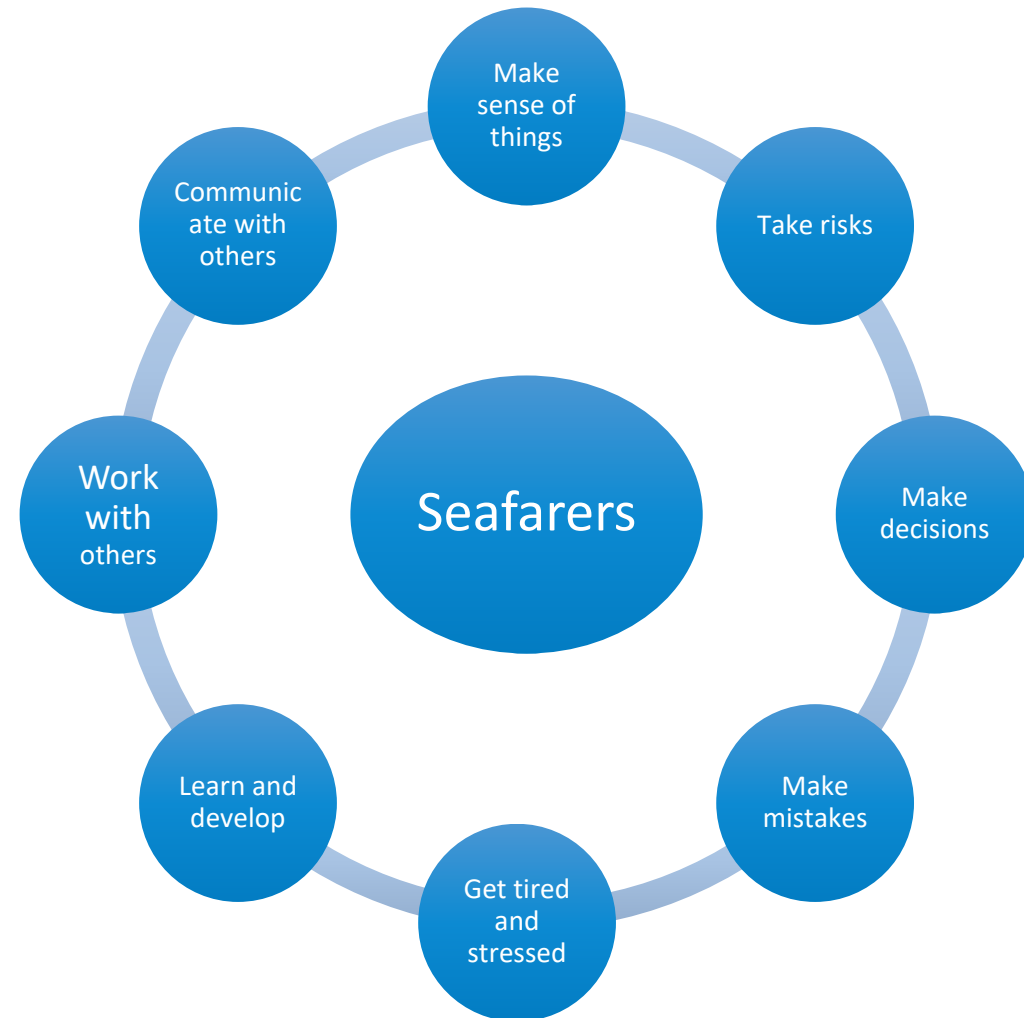 Make
sense of
things
Take risks
Make
decisions
Make
mistakes
Get tired
and
stressed
Learn and
develop
Work
with
others
Communic
ate with
others
Seafarers